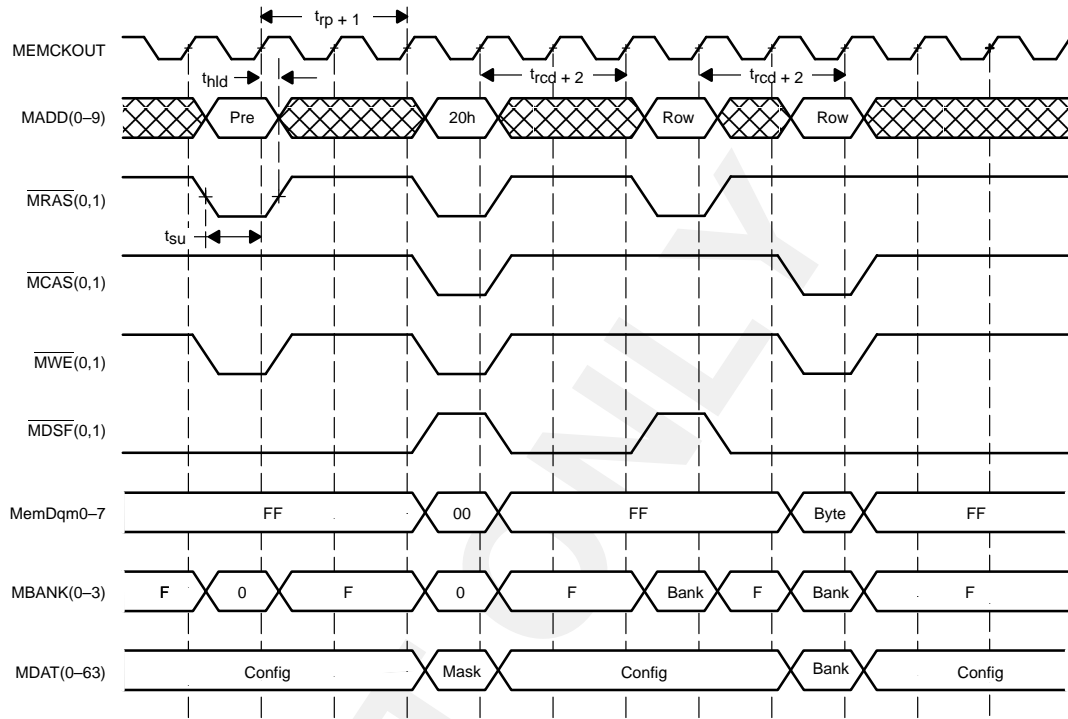 t_rp + 1
MEMCKOUT
t_hld
t_rcd + 2
t_rcd + 2
MADD(0–9)
Pre
20h
Row
Row
MRAS(0,1)
t_su
MCAS(0,1)
MWE(0,1)
MDSF(0,1)
MemDqm0–7
FF
00
FF
Byte
FF
MBANK(0–3)
F
0
F
0
F
Bank
F
Bank
F
MDAT(0–63)
Config
Mask
Config
Bank
Config
ONLY